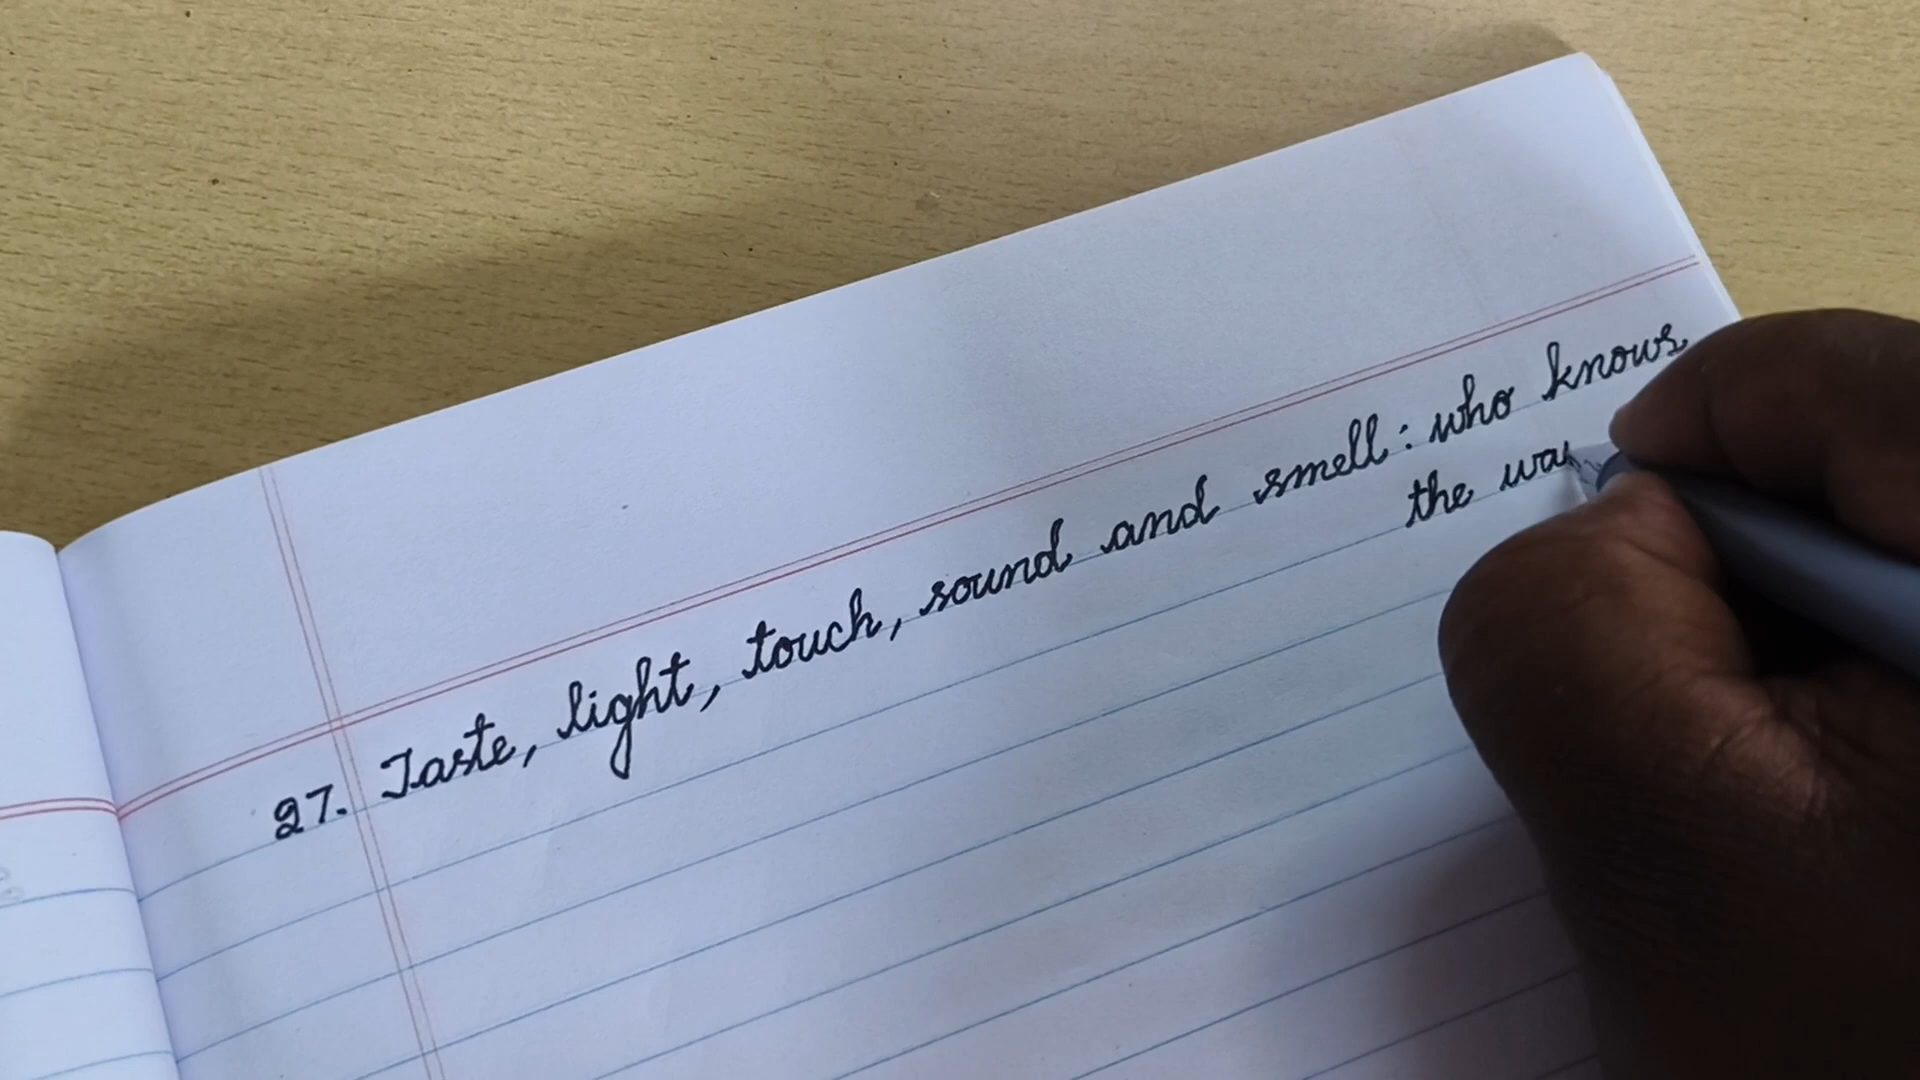 27. Taste, light, touch, sound and smell: who knows
the